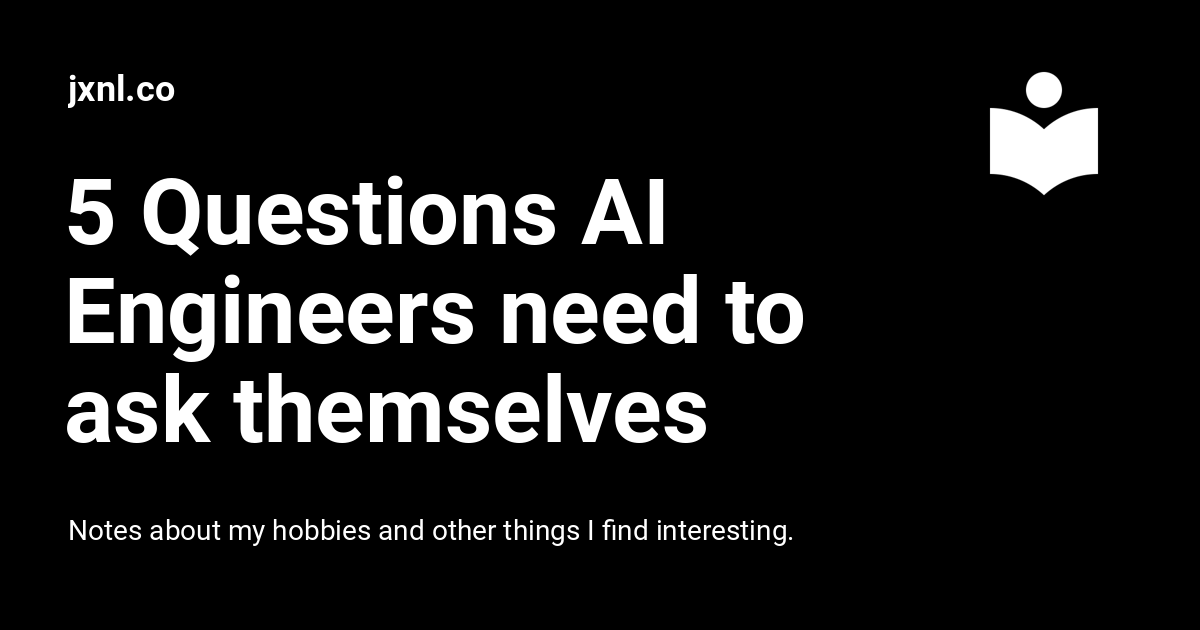 jxnl.co
5 Questions AI
Engineers need to
ask themselves
Notes about my hobbies and other things I find interesting.